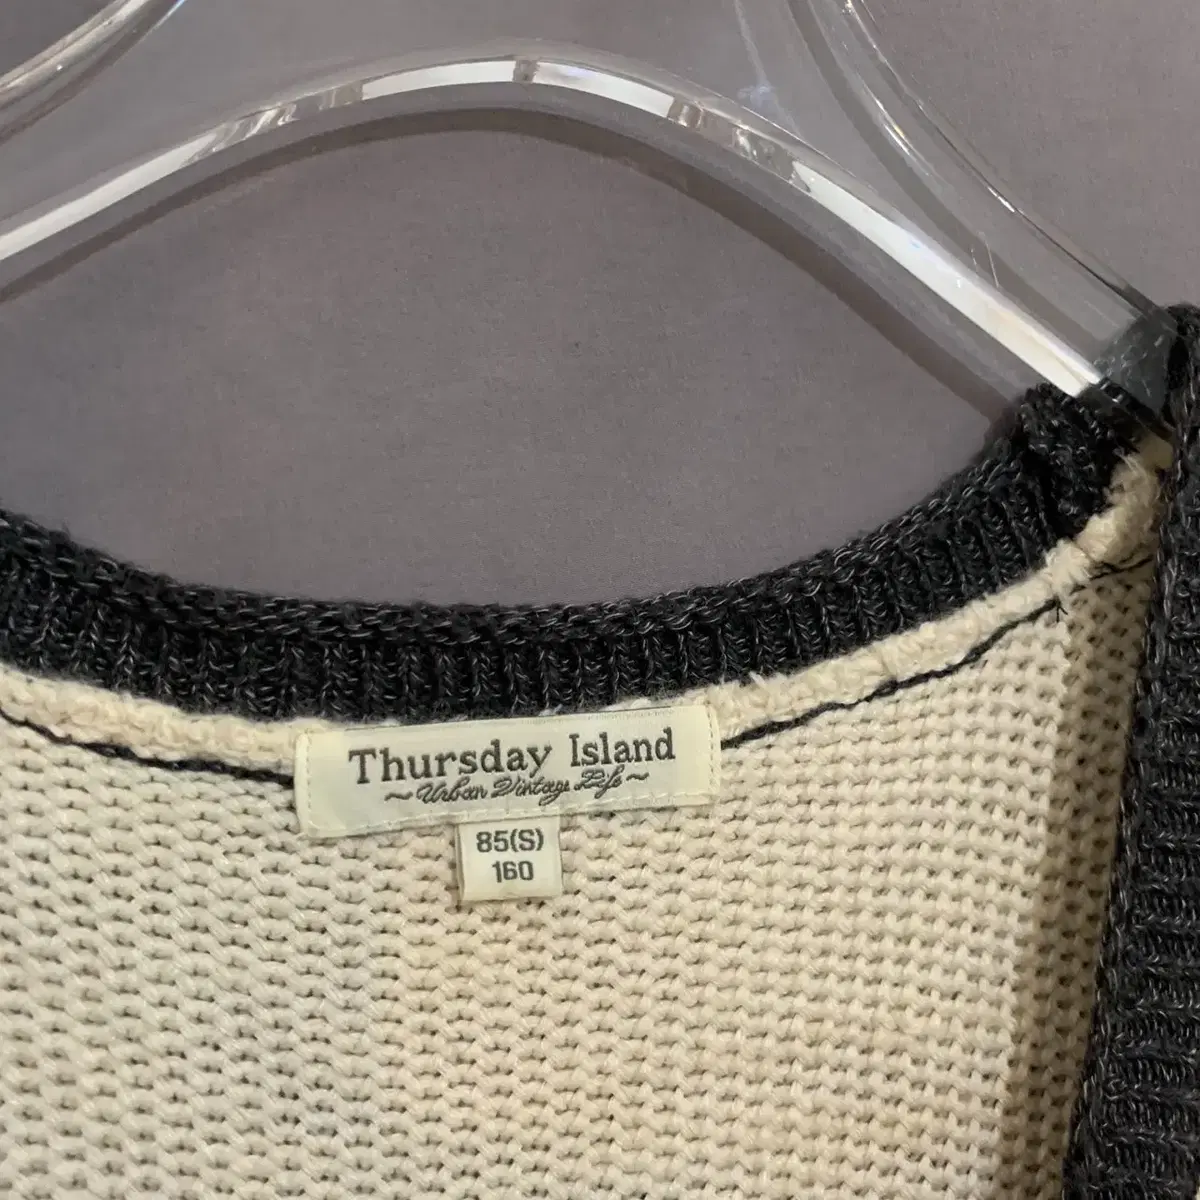 Thursday Island
~Urban Vintage Life~
85(S)
160